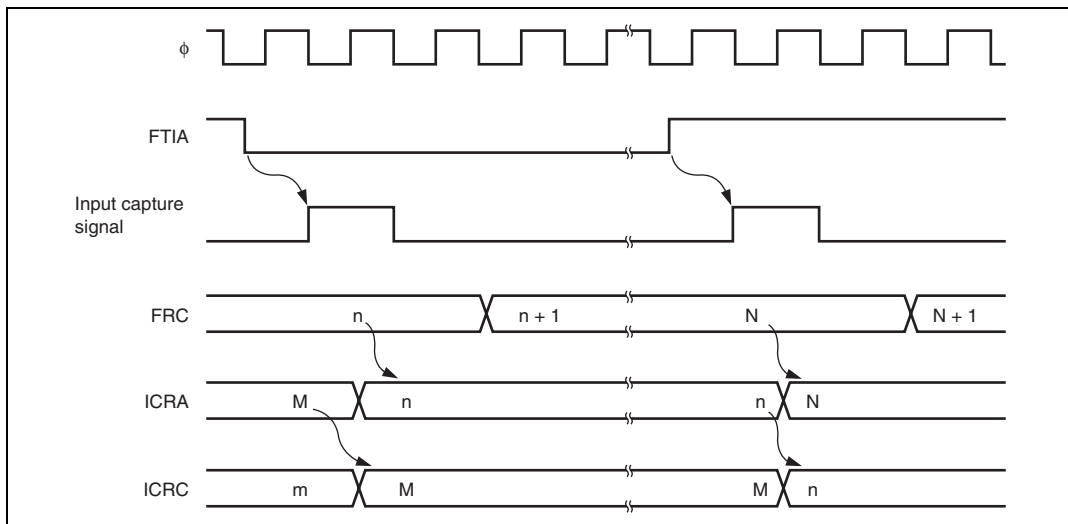 ϕ
FTIA
Input capture
signal
FRC
n
n + 1
N
N + 1
ICRA
M
n
n
N
ICRC
m
M
M
n